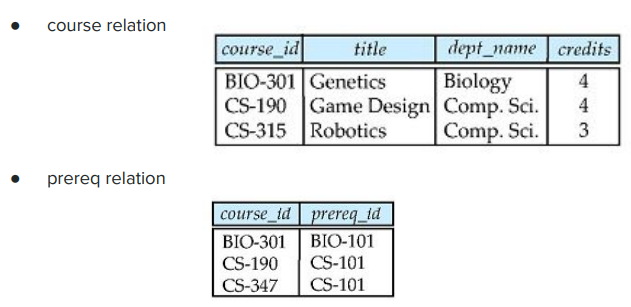 ● course relation
course_id title dept_name credits
BIO-301 Genetics Biology 4
CS-190 Game Design Comp. Sci. 4
CS-315 Robotics Comp. Sci. 3
● prereq relation
course_id prereq_id
BIO-301 BIO-101
CS-190 CS-101
CS-347 CS-101